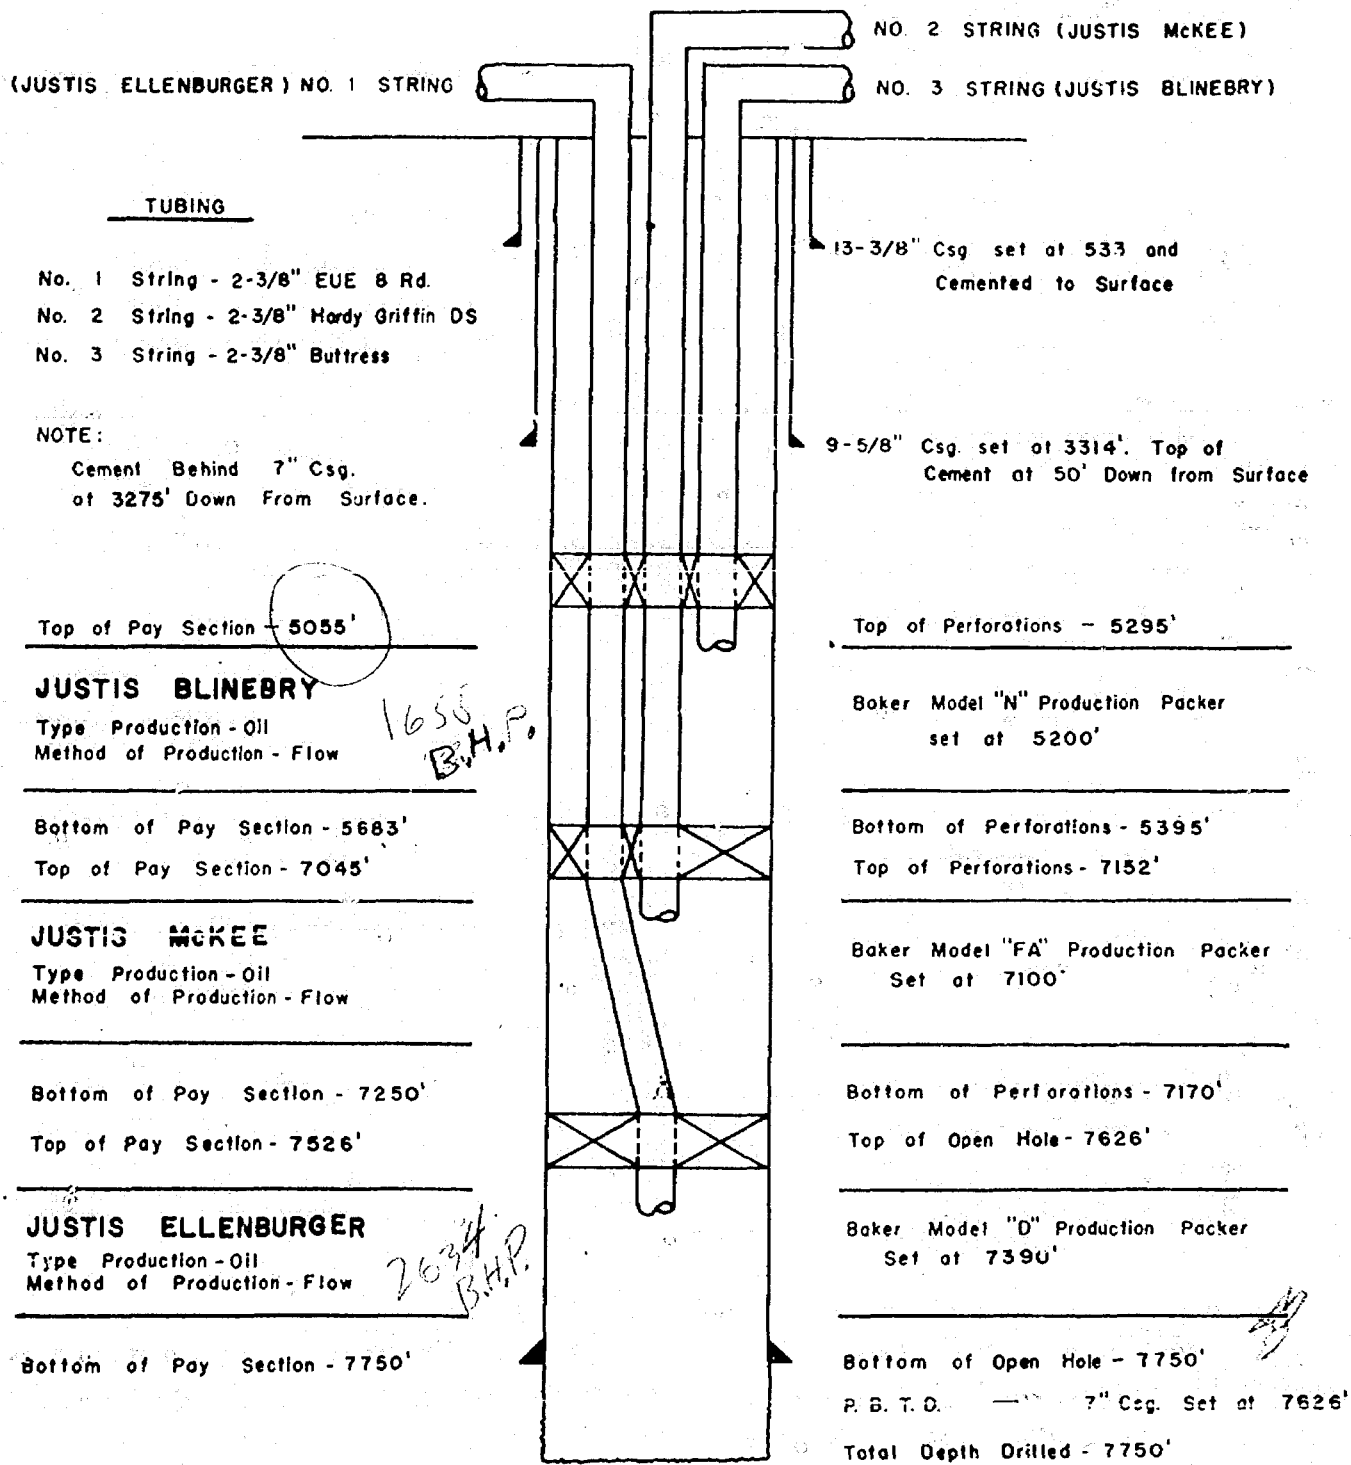 NO. 2 STRING (JUSTIS McKEE)
(JUSTIS ELLENBURGER) NO. 1 STRING
NO. 3 STRING (JUSTIS BLINEBRY)
TUBING
No. 1 String - 2-3/8" EUE 8 Rd.
No. 2 String - 2-3/8" Hardy Griffin DS
No. 3 String - 2-3/8" Buttress
13-3/8" Csg set at 533 and
Cemented to Surface
NOTE:
Cement Behind 7" Csg.
at 3275' Down From Surface.
9-5/8" Csg. set at 3314'. Top of
Cement at 50' Down from Surface
Top of Pay Section - 5055'
Top of Perforations - 5295'
JUSTIS BLINEBRY
Type Production - Oil
Method of Production - Flow
B.H.P.
Baker Model "N" Production Packer
set at 5200'
Bottom of Pay Section - 5683'
Top of Pay Section - 7045'
Bottom of Perforations - 5395'
Top of Perforations - 7152'
JUSTIS McKEE
Type Production - Oil
Method of Production - Flow
Baker Model "FA" Production Packer
Set at 7100'
Bottom of Pay Section - 7250'
Top of Pay Section - 7526'
Bottom of Perforations - 7170'
Top of Open Hole - 7626'
JUSTIS ELLENBURGER
Type Production - Oil
Method of Production - Flow
2634
B.H.P.
Baker Model "D" Production Packer
Set at 7390'
Bottom of Pay Section - 7750'
Bottom of Open Hole - 7750'
P. B. T. D. — 7" Csg. Set at 7626'
Total Depth Drilled - 7750'